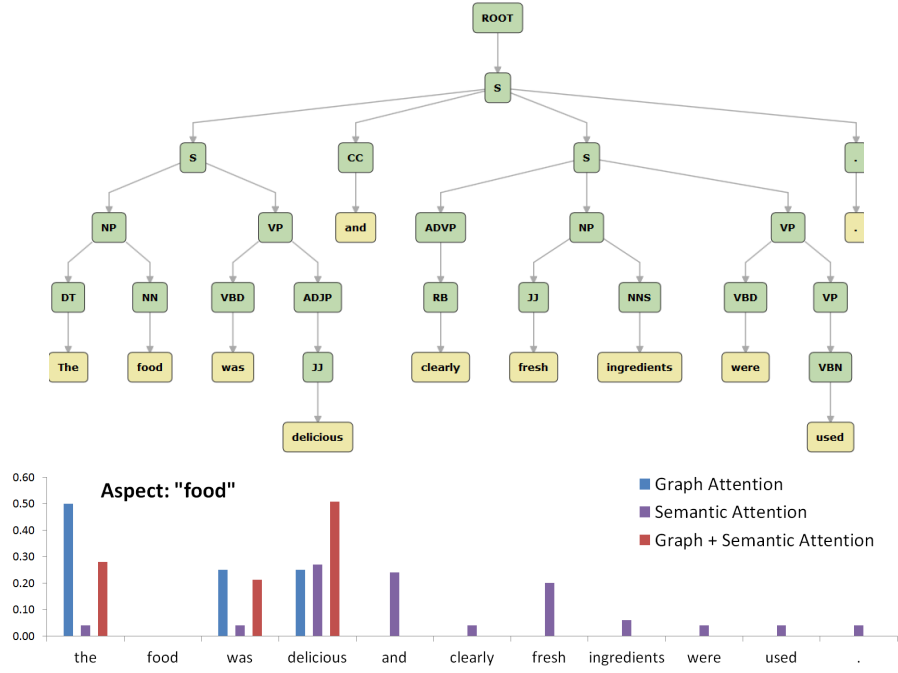 ROOT
S
S CC S .
NP VP and ADVP NP VP .
DT NN VBD ADJP RB JJ NNS VBD VP
The food was JJ clearly fresh ingredients were VBN
delicious used
0.60
0.50
0.40
0.30
0.20
0.10
0.00
Aspect: "food"
Graph Attention
Semantic Attention
Graph + Semantic Attention
the food was delicious and clearly fresh ingredients were used .